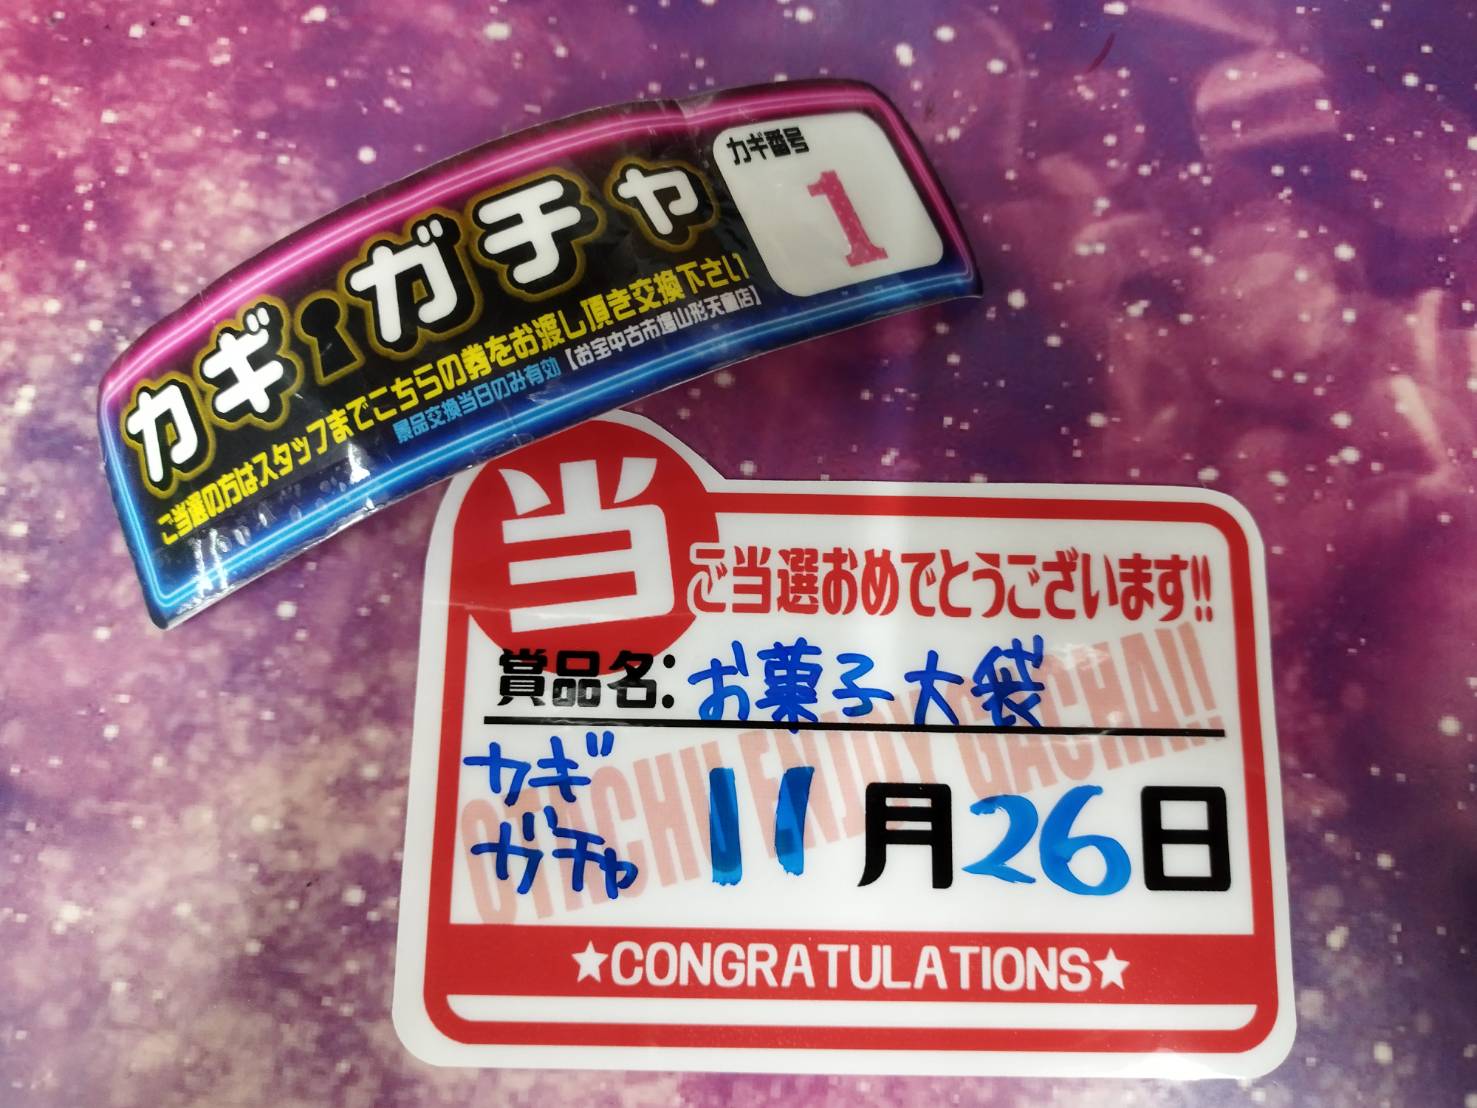 カギガチャ
カギ番号
1
ご当選の方はスタッフまでこちらの券をお渡し頂き交換下さい
景品交換当日のみ有効【お宝中古市場山形天童店】
当
ご当選おめでとうございます!!
賞品名:お菓子大袋
カギ
ガチャ
11月26日
OTACHU ENJOY GACHA!!
★CONGRATULATIONS★